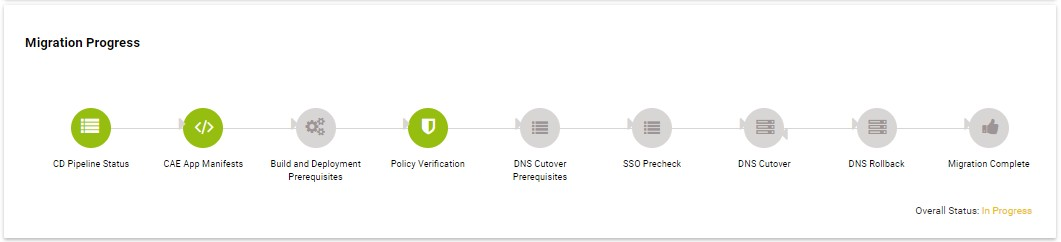 Migration Progress
CD Pipeline Status
CAE App Manifests
Build and Deployment
Prerequisites
Policy Verification
DNS Cutover
Prerequisites
SSO Precheck
DNS Cutover
DNS Rollback
Migration Complete
Overall Status: In Progress